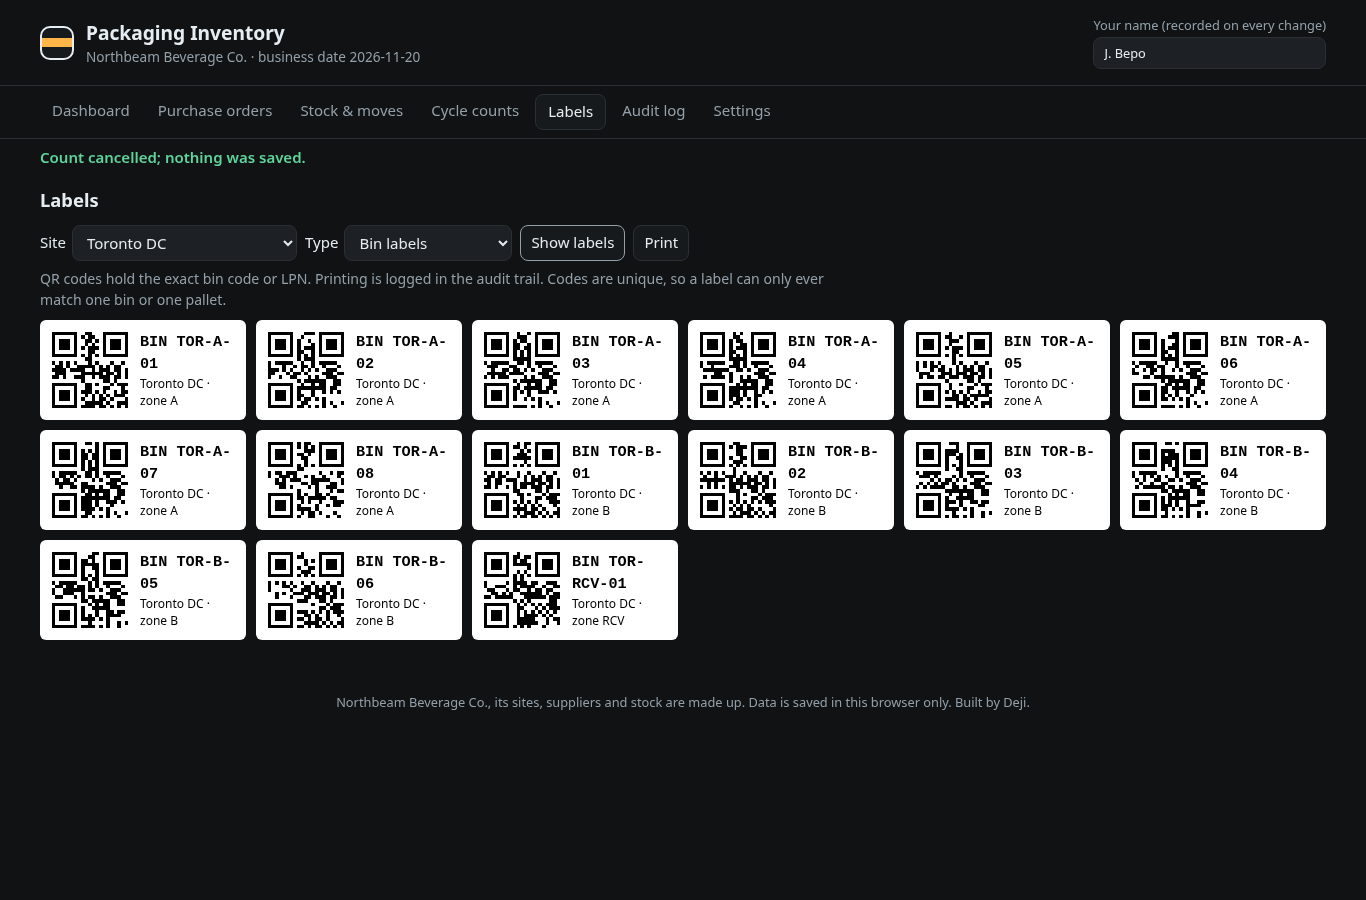 Packaging Inventory
Northbeam Beverage Co. · business date 2026-11-20
Your name (recorded on every change)
J. Bepo
Dashboard Purchase orders Stock & moves Cycle counts Labels Audit log Settings
Count cancelled; nothing was saved.
Labels
Site Toronto DC Type Bin labels Show labels Print
QR codes hold the exact bin code or LPN. Printing is logged in the audit trail. Codes are unique, so a label can only ever
match one bin or one pallet.
BIN TOR-A-
01
Toronto DC ·
zone A
BIN TOR-A-
02
Toronto DC ·
zone A
BIN TOR-A-
03
Toronto DC ·
zone A
BIN TOR-A-
04
Toronto DC ·
zone A
BIN TOR-A-
05
Toronto DC ·
zone A
BIN TOR-A-
06
Toronto DC ·
zone A
BIN TOR-A-
07
Toronto DC ·
zone A
BIN TOR-A-
08
Toronto DC ·
zone A
BIN TOR-B-
01
Toronto DC ·
zone B
BIN TOR-B-
02
Toronto DC ·
zone B
BIN TOR-B-
03
Toronto DC ·
zone B
BIN TOR-B-
04
Toronto DC ·
zone B
BIN TOR-B-
05
Toronto DC ·
zone B
BIN TOR-B-
06
Toronto DC ·
zone B
BIN TOR-
RCV-01
Toronto DC ·
zone RCV
Northbeam Beverage Co., its sites, suppliers and stock are made up. Data is saved in this browser only. Built by Deji.